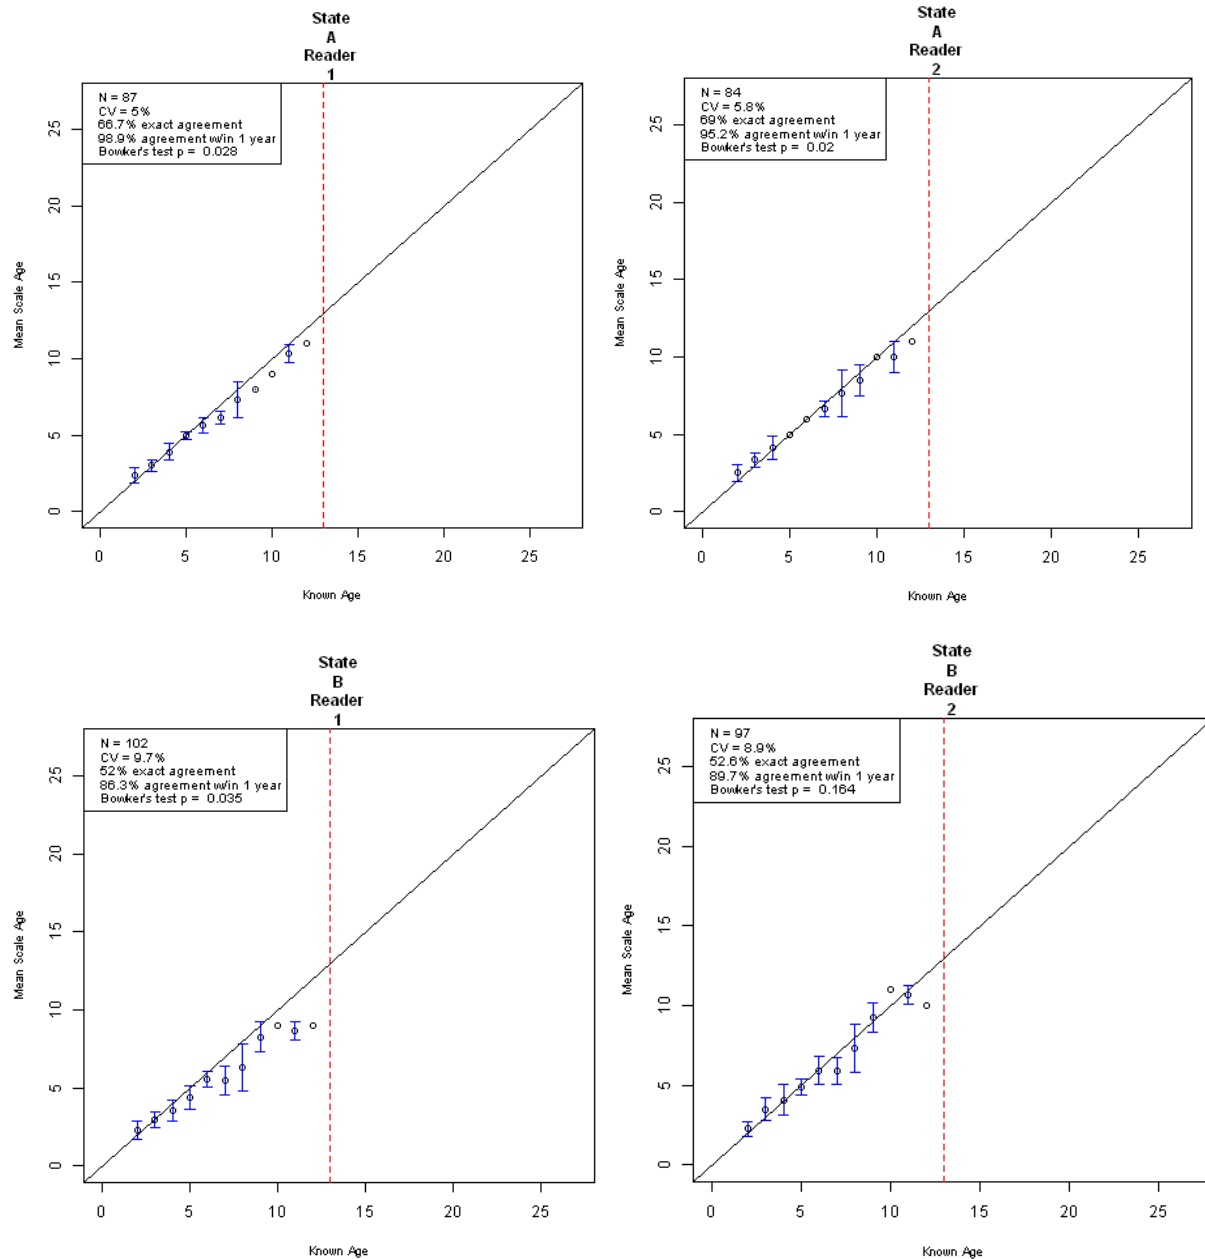 State
A
Reader
1
N = 87
CV = 5%
66.7% exact agreement
98.9% agreement w/in 1 year
Bowker's test p =  0.028
25
20
15
10
5
0
Mean Scale Age
0 5 10 15 20 25
Known Age
State
A
Reader
2
N = 84
CV = 5.8%
69% exact agreement
95.2% agreement w/in 1 year
Bowker's test p =  0.02
25
20
15
10
5
0
Mean Scale Age
0 5 10 15 20 25
Known Age
State
B
Reader
1
N = 102
CV = 9.7%
52% exact agreement
86.3% agreement w/in 1 year
Bowker's test p =  0.035
25
20
15
10
5
0
Mean Scale Age
0 5 10 15 20 25
Known Age
State
B
Reader
2
N = 97
CV = 8.9%
52.6% exact agreement
89.7% agreement w/in 1 year
Bowker's test p =  0.164
25
20
15
10
5
0
Mean Scale Age
0 5 10 15 20 25
Known Age